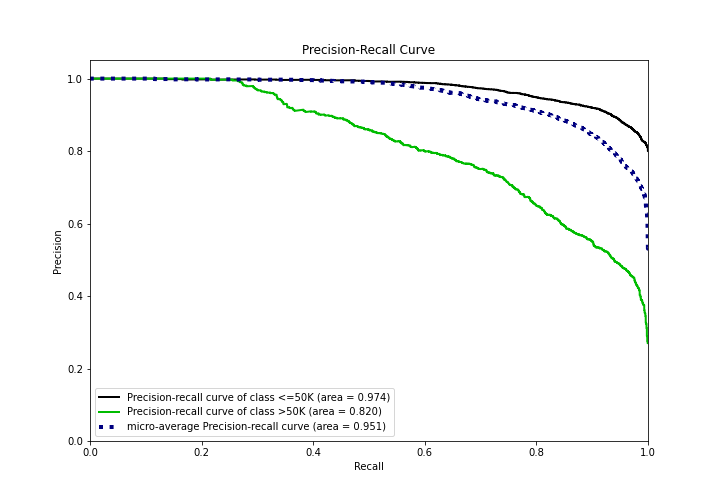 Precision-Recall Curve
1.0
0.8
0.6
0.4
0.2
0.0
Precision
Precision-recall curve of class <=50K (area = 0.974)
Precision-recall curve of class >50K (area = 0.820)
micro-average Precision-recall curve (area = 0.951)
0.0 0.2 0.4 0.6 0.8 1.0
Recall